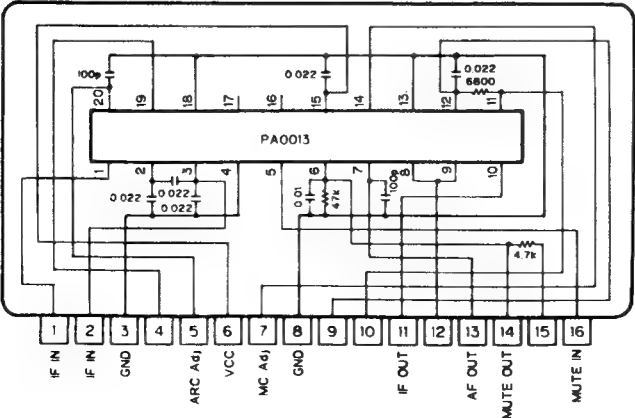 100p
0.022
0.022
6800
20 19 18 17 16 15 14 13 12 11
PA0013
1 2 3 4 5 6 7 8 9 10
0.022
0.022
0.022
0.01
47k
100p
4.7k
1 2 3 4 5 6 7 8 9 10 11 12 13 14 15 16
IF IN
IF IN
GND
ARC Adj
VCC
MC Adj
GND
IF OUT
AF OUT
MUTE OUT
MUTE IN